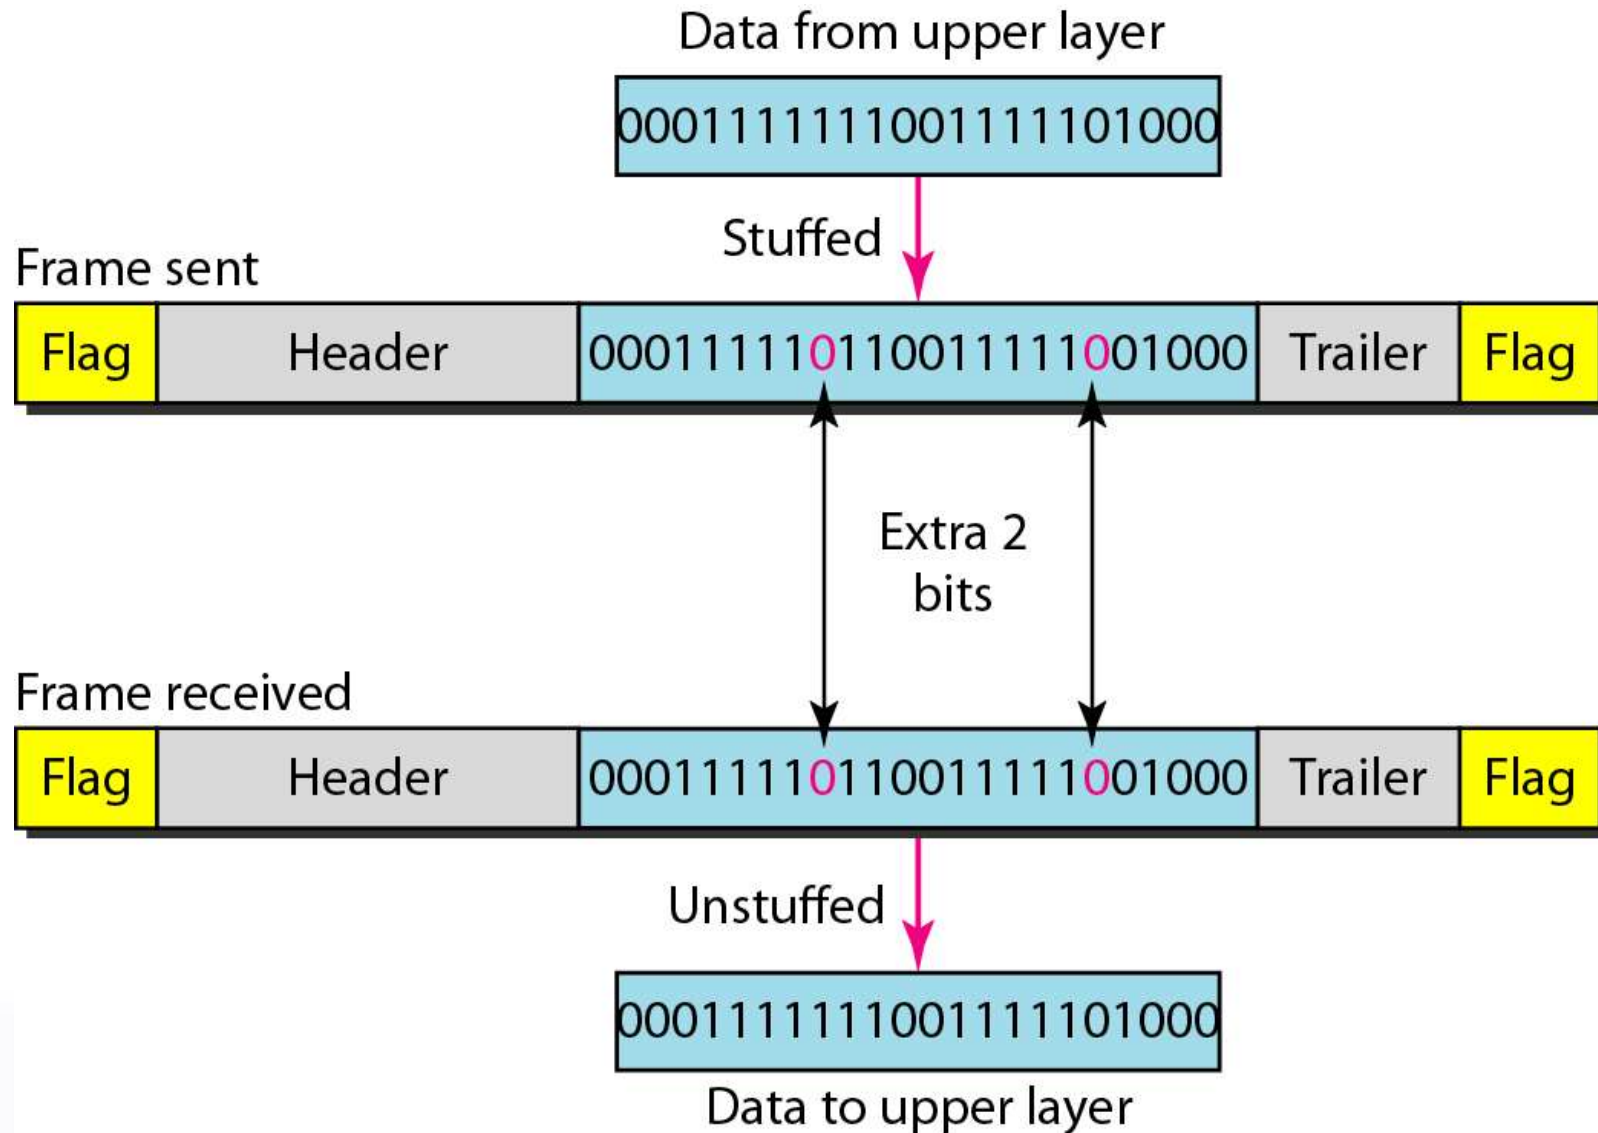 Data from upper layer
0001111111001111101000
Stuffed
Frame sent
Flag Header 000111110110011111001000 Trailer Flag
Extra 2
bits
Frame received
Flag Header 000111110110011111001000 Trailer Flag
Unstuffed
0001111111001111101000
Data to upper layer